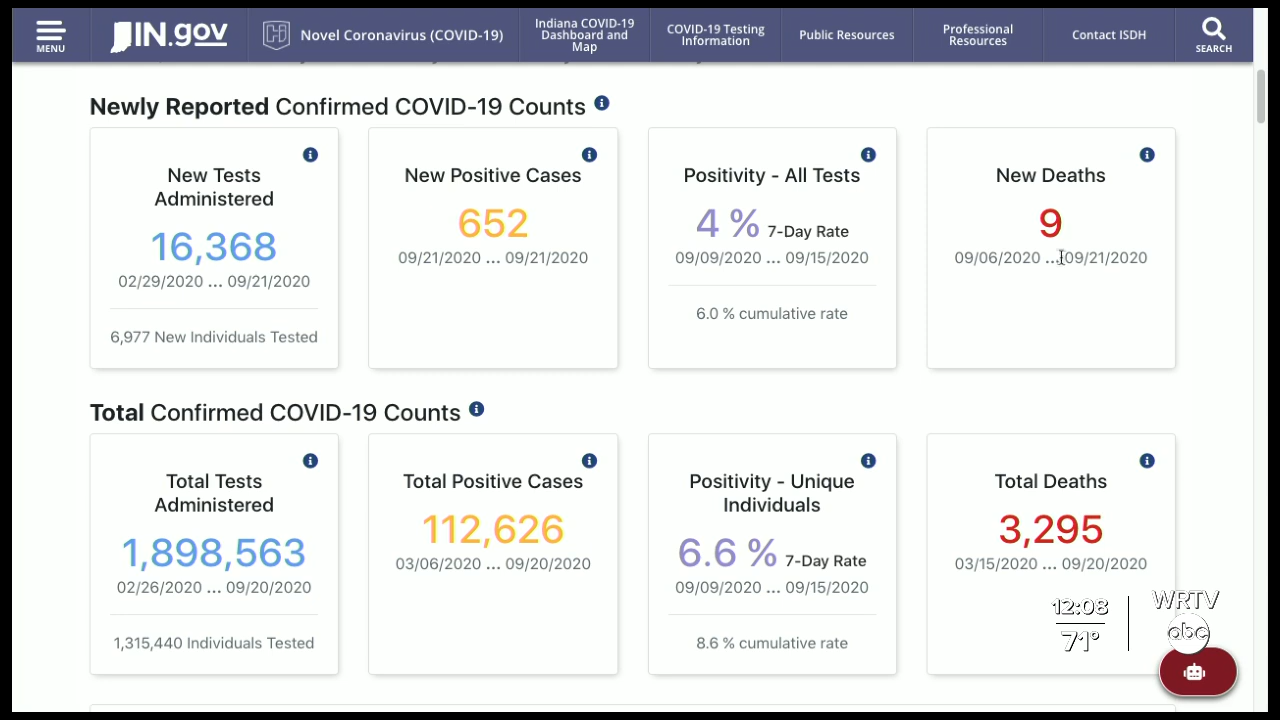 MENU
IN.gov
Novel Coronavirus (COVID-19)
Indiana COVID-19
Dashboard and
Map
COVID-19 Testing
Information
Public Resources
Professional
Resources
Contact ISDH
SEARCH
Newly Reported Confirmed COVID-19 Counts
New Tests
Administered
16,368
02/29/2020 ... 09/21/2020
6,977 New Individuals Tested
New Positive Cases
652
09/21/2020 ... 09/21/2020
Positivity - All Tests
4 % 7-Day Rate
09/09/2020 ... 09/15/2020
6.0 % cumulative rate
New Deaths
9
09/06/2020 ... 09/21/2020
Total Confirmed COVID-19 Counts
Total Tests
Administered
1,898,563
02/26/2020 ... 09/20/2020
1,315,440 Individuals Tested
Total Positive Cases
112,626
03/06/2020 ... 09/20/2020
Positivity - Unique
Individuals
6.6 % 7-Day Rate
09/09/2020 ... 09/15/2020
8.6 % cumulative rate
Total Deaths
3,295
03/15/2020 ... 09/20/2020
12:08
71°
WRTV
abc